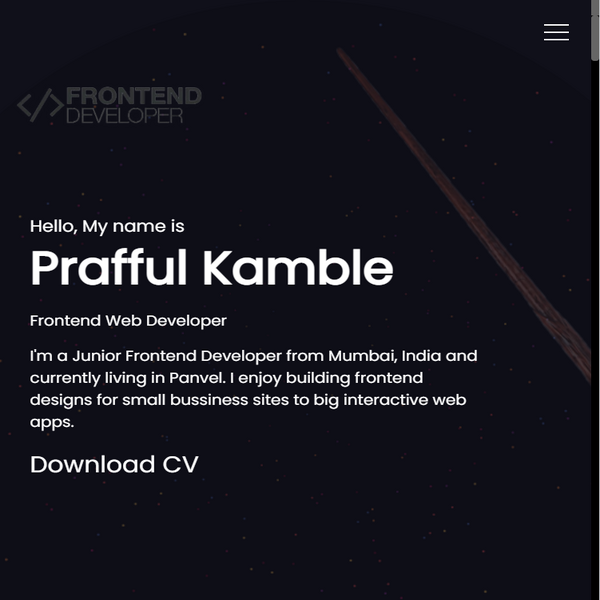 </> FRONTEND
DEVELOPER
Hello, My name is
Prafful Kamble
Frontend Web Developer
I'm a Junior Frontend Developer from Mumbai, India and
currently living in Panvel. I enjoy building frontend
designs for small bussiness sites to big interactive web
apps.
Download CV